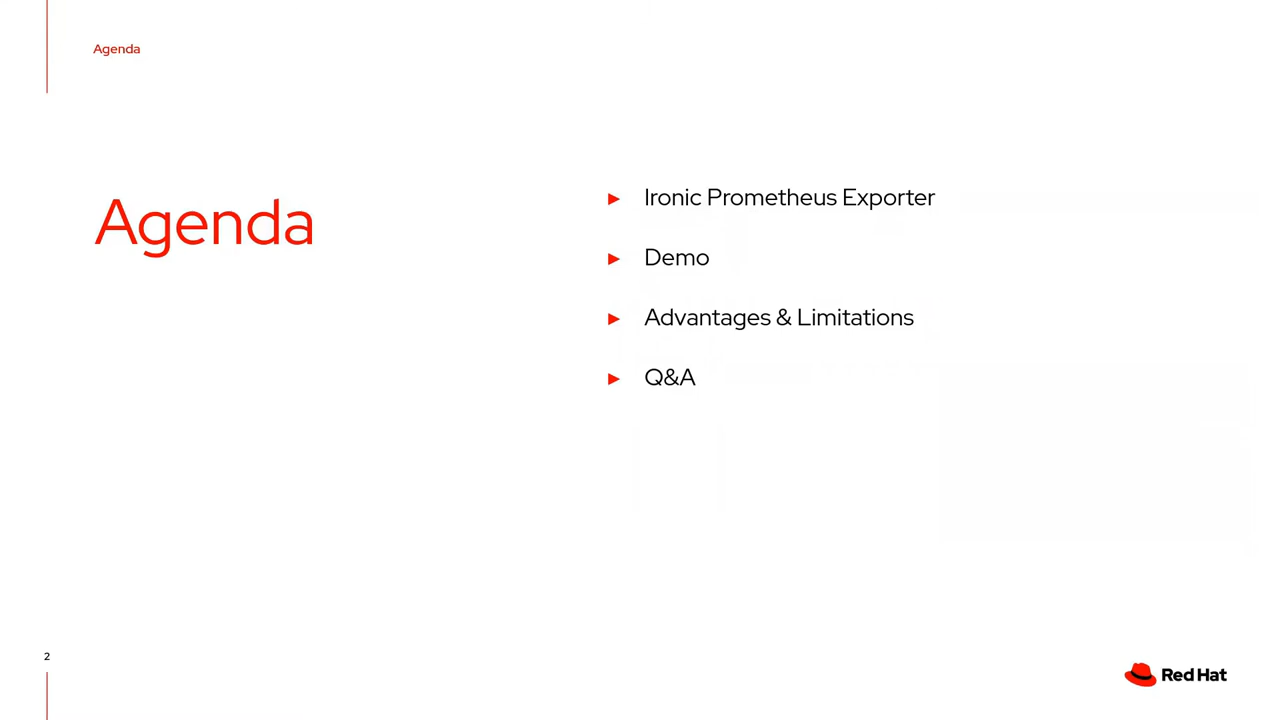 Agenda
Agenda
Ironic Prometheus Exporter
Demo
Advantages & Limitations
Q&A
2
Red Hat